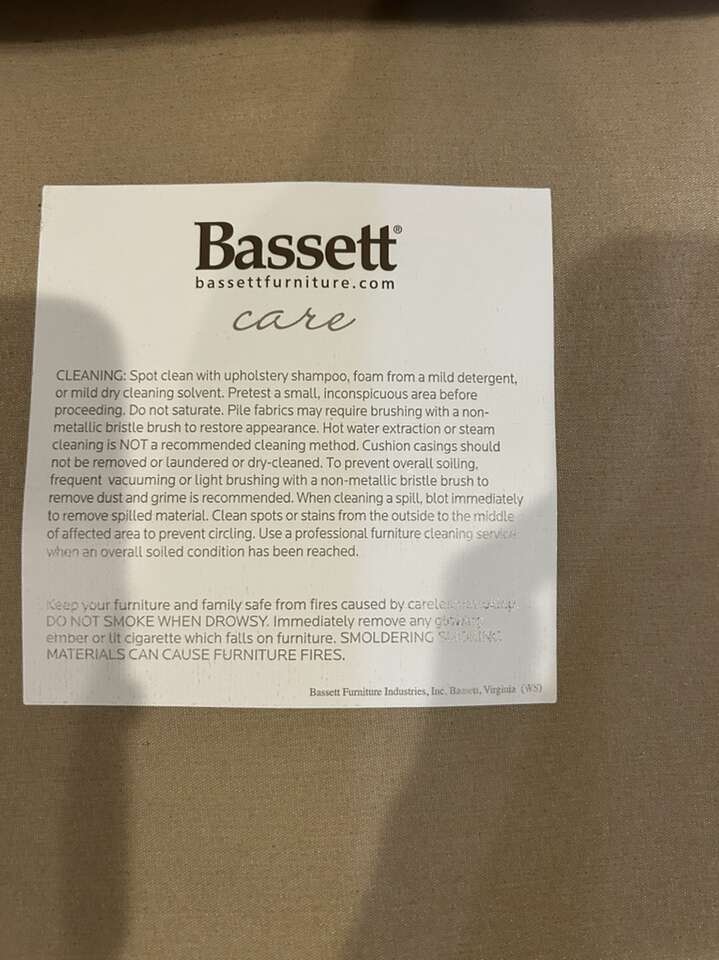 Bassett®
bassettfurniture.com
care
CLEANING: Spot clean with upholstery shampoo, foam from a mild detergent,
or mild dry cleaning solvent. Pretest a small, inconspicuous area before
proceeding. Do not saturate. Pile fabrics may require brushing with a non-
metallic bristle brush to restore appearance. Hot water extraction or steam
cleaning is NOT a recommended cleaning method. Cushion casings should
not be removed or laundered or dry-cleaned. To prevent overall soiling,
frequent vacuuming or light brushing with a non-metallic bristle brush to
remove dust and grime is recommended. When cleaning a spill, blot immediately
to remove spilled material. Clean spots or stains from the outside to the middle
of affected area to prevent circling. Use a professional furniture cleaning service
when an overall soiled condition has been reached.
Keep your furniture and family safe from fires caused by
DO NOT SMOKE WHEN DROWSY. Immediately remove any glowing
ember or lit cigarette which falls on furniture. SMOLDERING
MATERIALS CAN CAUSE FURNITURE FIRES.
Bassett Furniture Industries, Inc. Bassett, Virginia (WS)